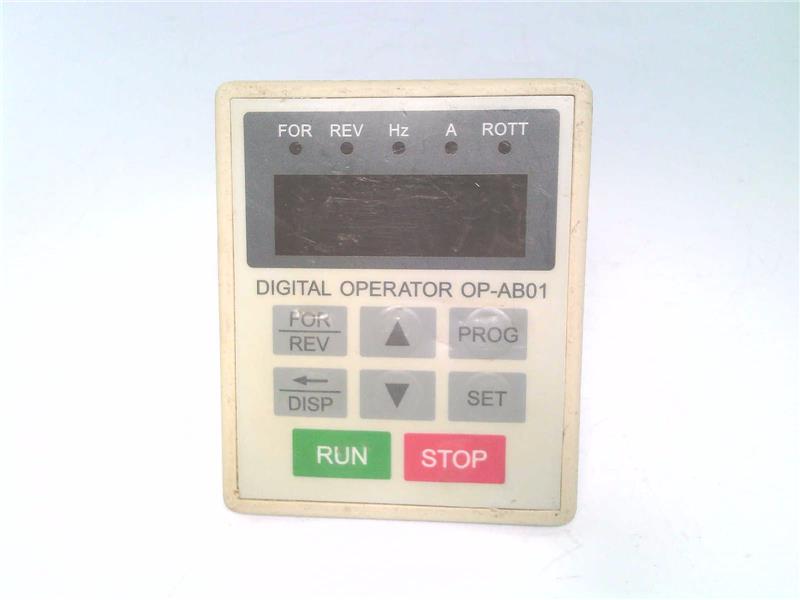 FOR REV Hz A ROTT
DIGITAL OPERATOR OP-AB01
FOR
REV
▲
PROG
←
DISP
▼
SET
RUN STOP